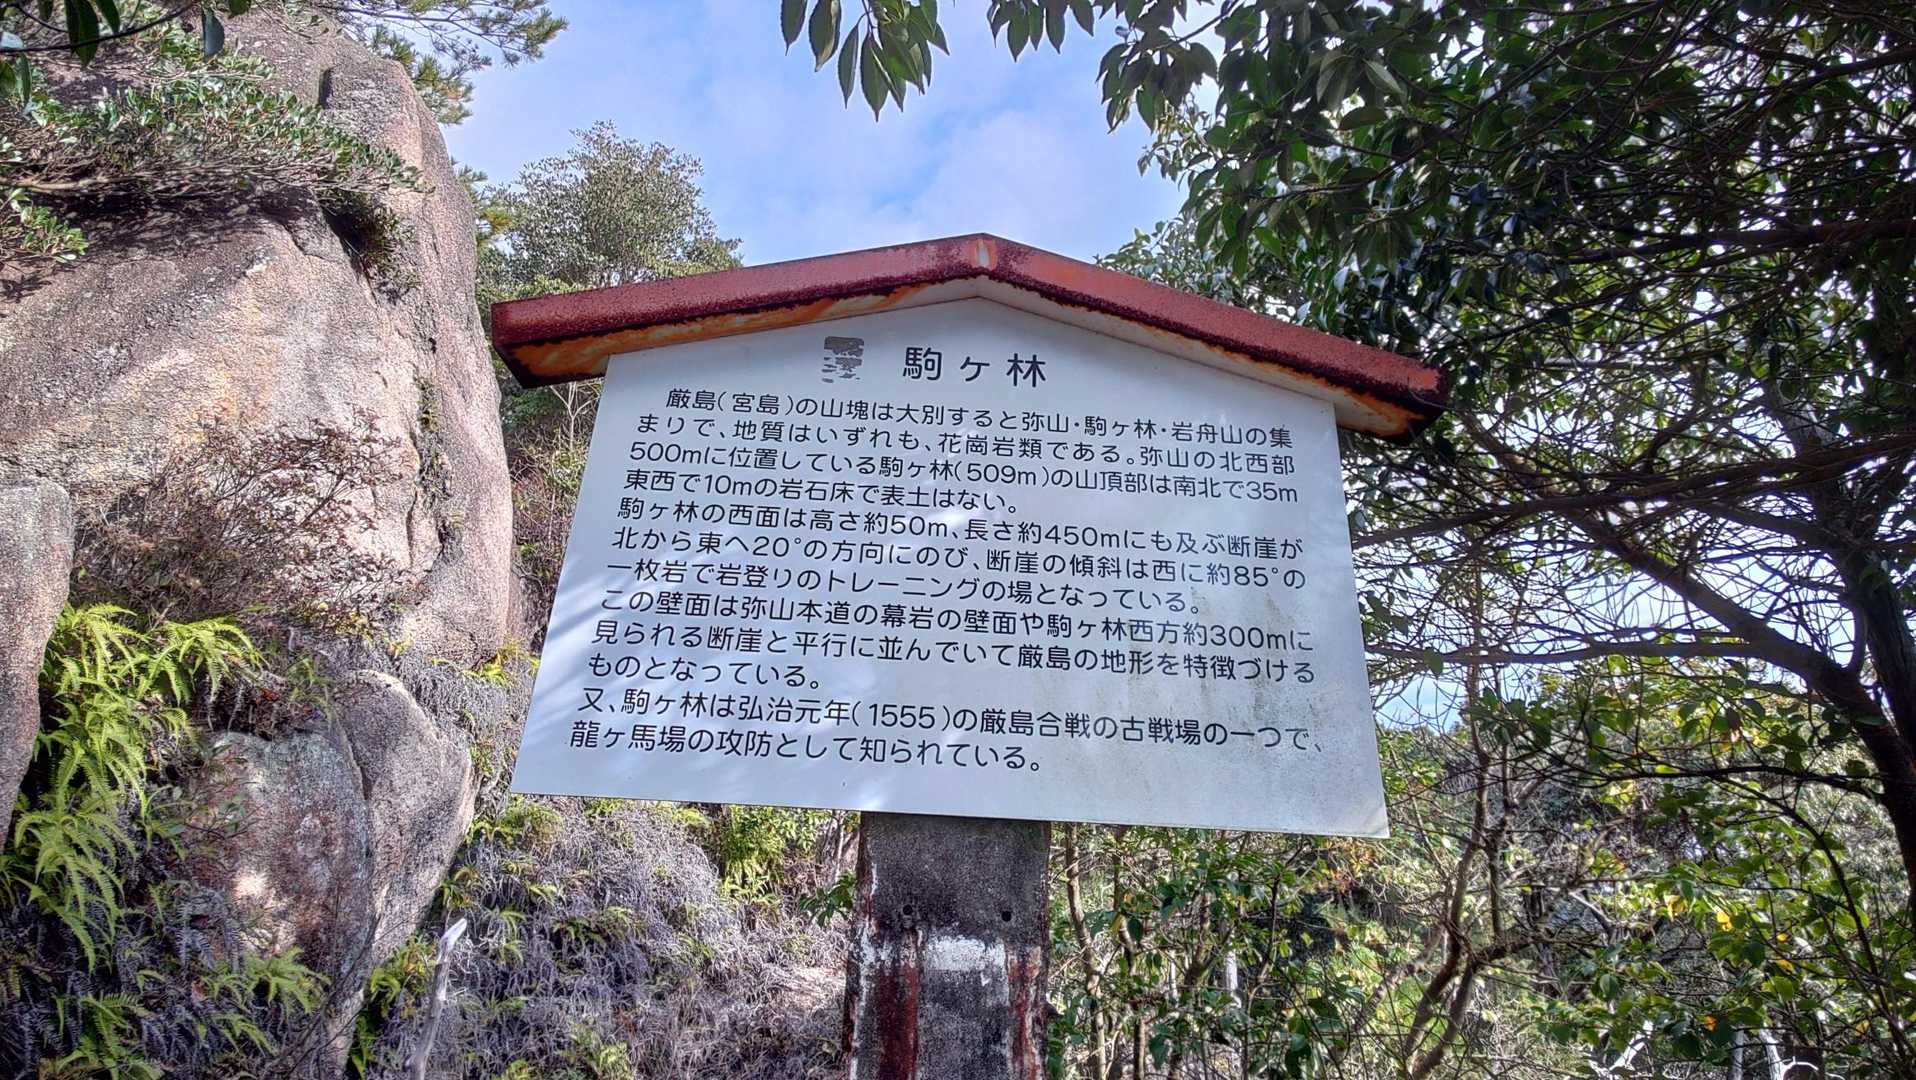 駒ヶ林
厳島(宮島)の山塊は大別すると弥山・駒ヶ林・岩舟山の集
まりで、地質はいずれも、花崗岩類である。弥山の北西部
500mに位置している駒ヶ林(509m)の山頂部は南北で35m
東西で10mの岩石床で表土はない。
駒ヶ林の西面は高さ約50m、長さ約450mにも及ぶ断崖が
北から東へ20°の方向にのび、断崖の傾斜は西に約85°の
一枚岩で岩登りのトレーニングの場となっている。
この壁面は弥山本道の幕岩の壁面や駒ヶ林西方約300mに
見られる断崖と平行に並んでいて厳島の地形を特徴づける
ものとなっている。
又、駒ヶ林は弘治元年(1555)の厳島合戦の古戦場の一つで、
龍ヶ馬場の攻防として知られている。